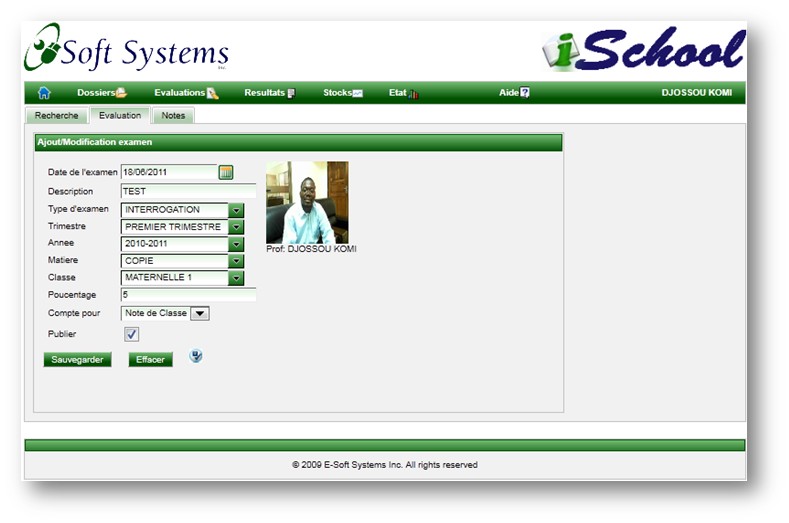 Soft Systems Inc.
iSchool
Dossiers Evaluations Resultats Stocks Etat Aide DJOSSOU KOMI
Recherche Evaluation Notes
Ajout/Modification examen
Date de l'examen 18/06/2011
Description TEST
Type d'examen INTERROGATION
Trimestre PREMIER TRIMESTRE
Annee 2010-2011
Prof: DJOSSOU KOMI
Matiere COPIE
Classe MATERNELLE 1
Poucentage 5
Compte pour Note de Classe
Publier
Sauvegarder Effacer
© 2009 E-Soft Systems Inc. All rights reserved